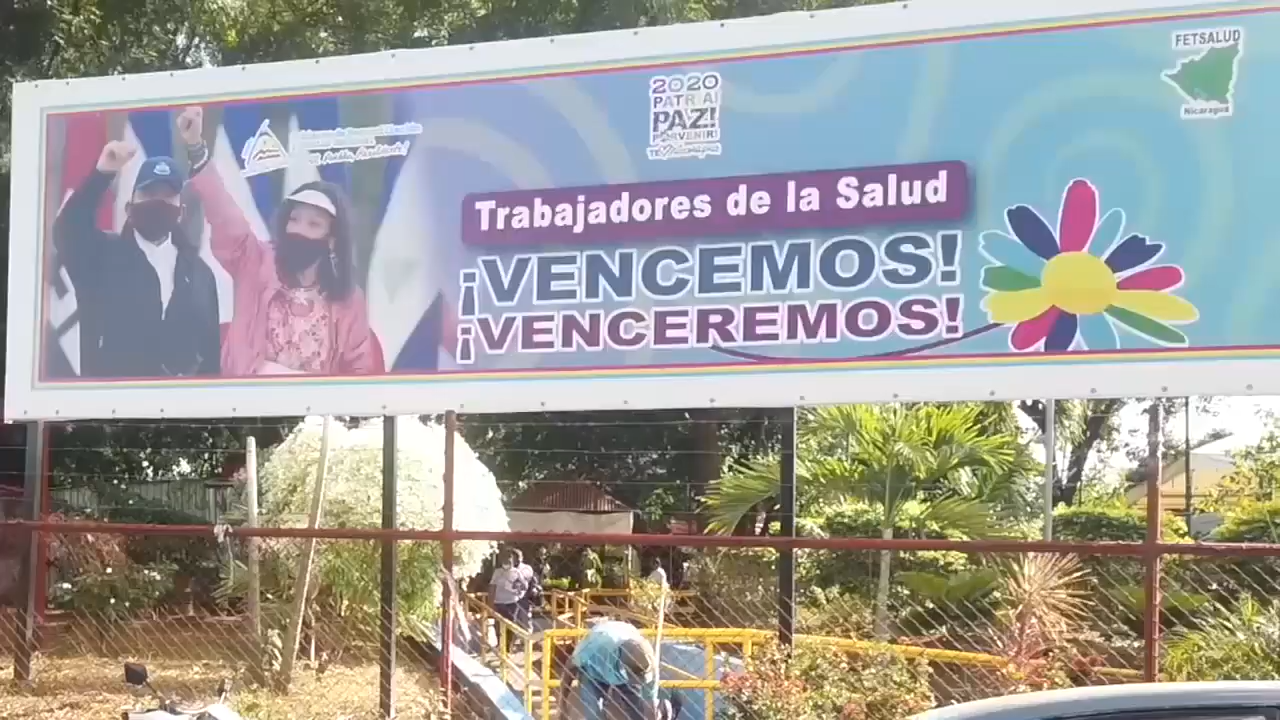 2020
PATRIA!
PAZ!
PORVENIR!
FETSALUD
Nicaragua
Trabajadores de la Salud
¡VENCEMOS!
¡VENCEREMOS!